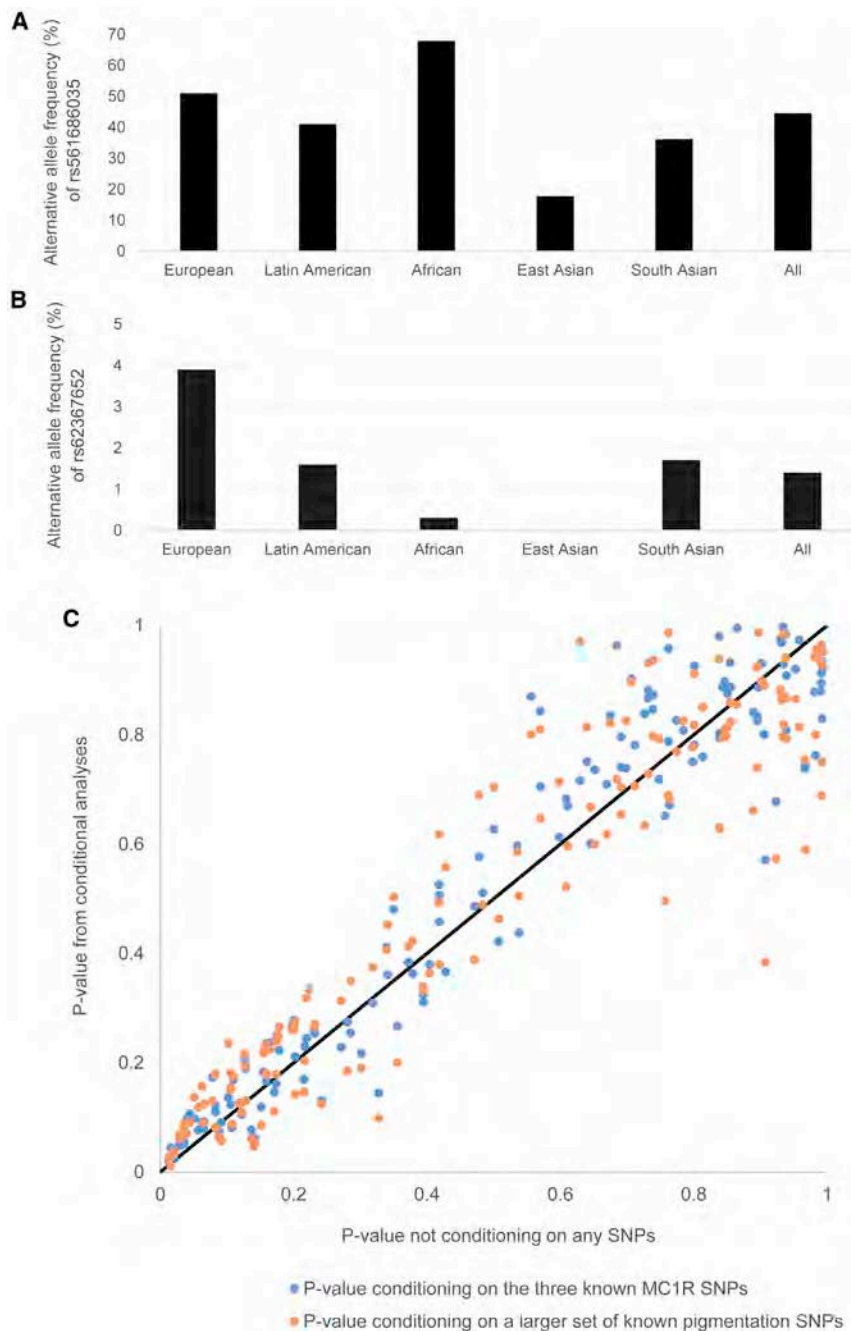 A
Alternative allele frequency (%)
of rs561686035
70
60
50
40
30
20
10
0
European Latin American African East Asian South Asian All
B
Alternative allele frequency (%)
of rs62367652
5
4
3
2
1
0
European Latin American African East Asian South Asian All
C
P-value from conditional analyses
1
0.8
0.6
0.4
0.2
0
0 0.2 0.4 0.6 0.8 1
P-value not conditioning on any SNPs
P-value conditioning on the three known MC1R SNPs
P-value conditioning on a larger set of known pigmentation SNPs